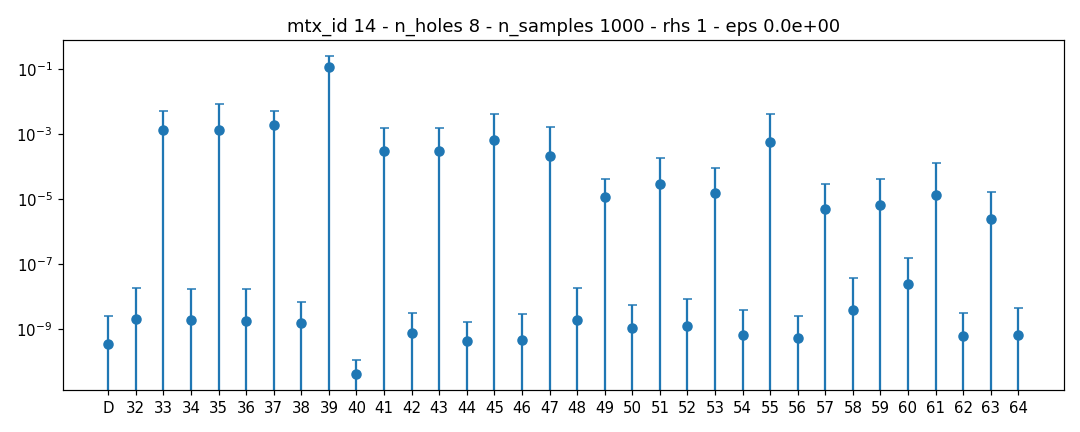 mtx_id 14 - n_holes 8 - n_samples 1000 - rhs 1 - eps 0.0e+00
10⁻¹
10⁻³
10⁻⁵
10⁻⁷
10⁻⁹
D 32 33 34 35 36 37 38 39 40 41 42 43 44 45 46 47 48 49 50 51 52 53 54 55 56 57 58 59 60 61 62 63 64